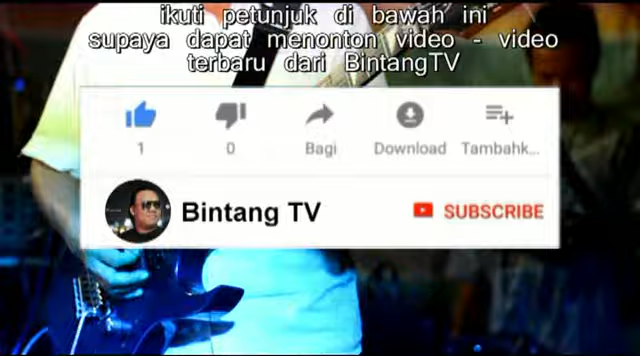 ikuti petunjuk di bawah ini
supaya dapat menonton video - video
terbaru dari BintangTV
1 0 Bagi Download Tambahk...
Bintang TV SUBSCRIBE